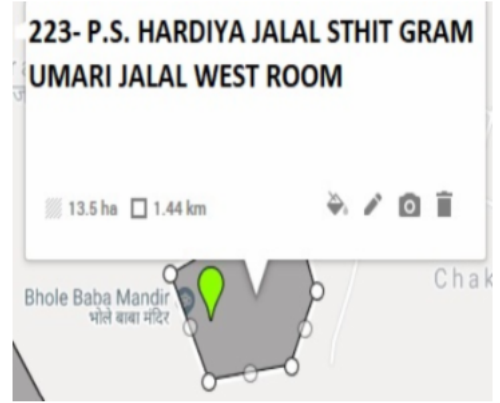 223- P.S. HARDIYA JALAL STHIT GRAM
UMARI JALAL WEST ROOM
13.5 ha 1.44 km
Bhole Baba Mandir
भोले बाबा मंदिर
Chak